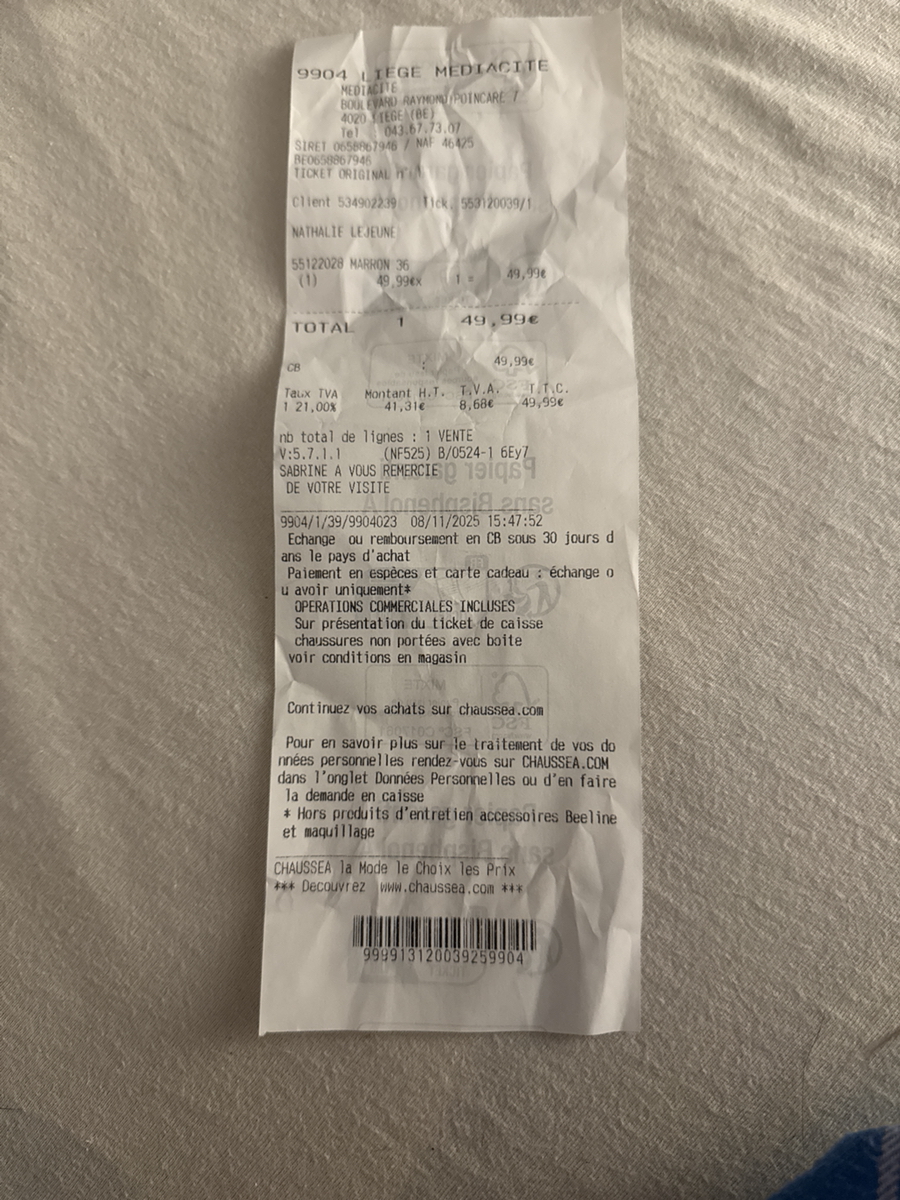 9904 LIEGE MEDIACITE
MEDIACITE
BOULEVARD RAYMOND POINCARE 7
4020 LIEGE (BE)
Tel 043.67.73.07
SIRET 0658867946 / NAF 46425
BE0658867946
TICKET ORIGINAL N°1
Client 534902239 Tick. 553120039/1
NATHALIE LEJEUNE
55122028 MARRON 36
(1) 49,99€x 1 = 49,99€
TOTAL 1 49,99€
CB : 49,99€
Taux TVA Montant H.T. T.V.A. T.T.C.
1 21,00% 41,31€ 8,68€ 49,99€
nb total de lignes : 1 VENTE
V:5.7.1.1 (NF525) B/0524-1 6Ey7
SABRINE A VOUS REMERCIE
DE VOTRE VISITE
9904/1/39/9904023 08/11/2025 15:47:52
Echange ou remboursement en CB sous 30 jours d
ans le pays d'achat
Paiement en espèces et carte cadeau : échange o
u avoir uniquement*
OPERATIONS COMMERCIALES INCLUSES
Sur présentation du ticket de caisse
chaussures non portées avec boite
voir conditions en magasin
Continuez vos achats sur chaussea.com
Pour en savoir plus sur le traitement de vos do
nnées personnelles rendez-vous sur CHAUSSEA.COM
dans l'onglet Données Personnelles ou d'en faire
la demande en caisse
* Hors produits d'entretien accessoires Beeline
et maquillage
CHAUSSEA la Mode le Choix les Prix
*** Decouvrez www.chaussea.com ***
999913120039259904